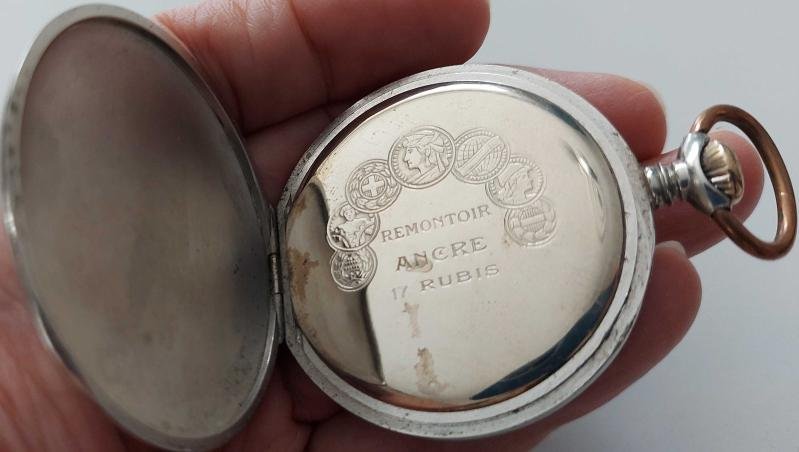 REMONTOIR
ANCRE
17 RUBIS